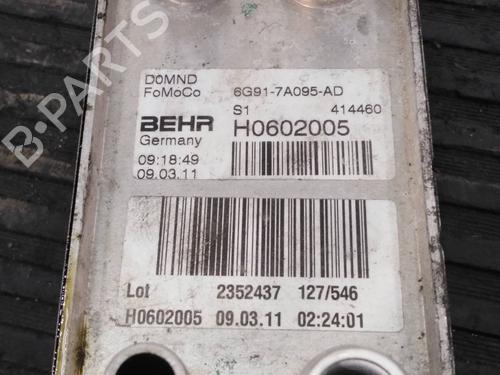 D0MND
FoMoCo 6G91-7A095-AD
S1 414460
BEHR H0602005
Germany
09:18:49
09.03.11
Lot 2352437 127/546
H0602005 09.03.11 02:24:01
B-PARTS